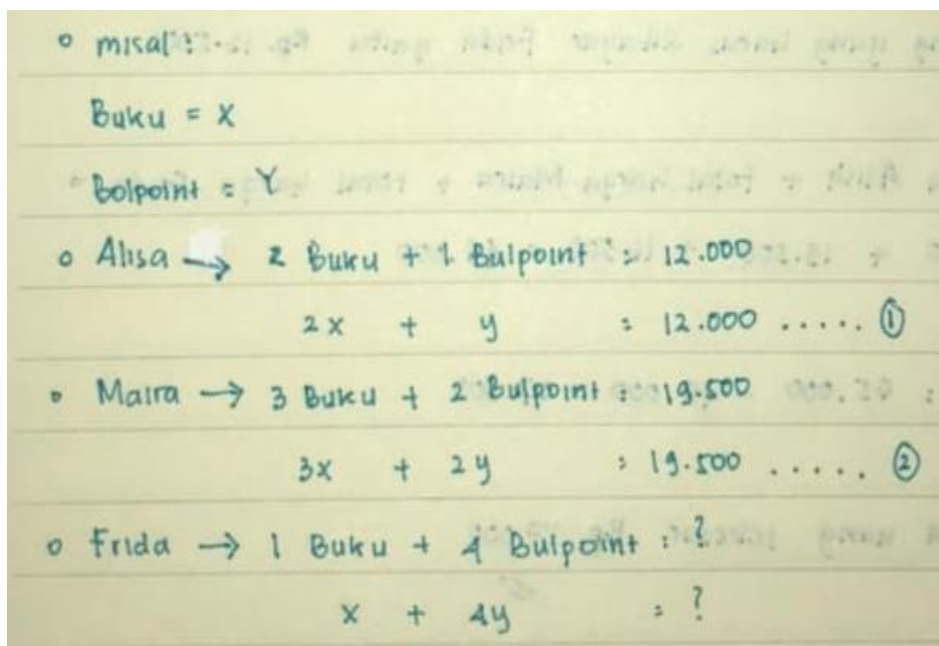 misal :
Buku = X
Bolpoint = Y
Alisa → 2 Buku + 1 Bulpoint = 12.000
2x + y = 12.000 ..... ①
Maira → 3 Buku + 2 Bulpoint = 19.500
3x + 2y = 19.500 ..... ②
Frida → 1 Buku + 4 Bulpoint = ?
x + 4y = ?